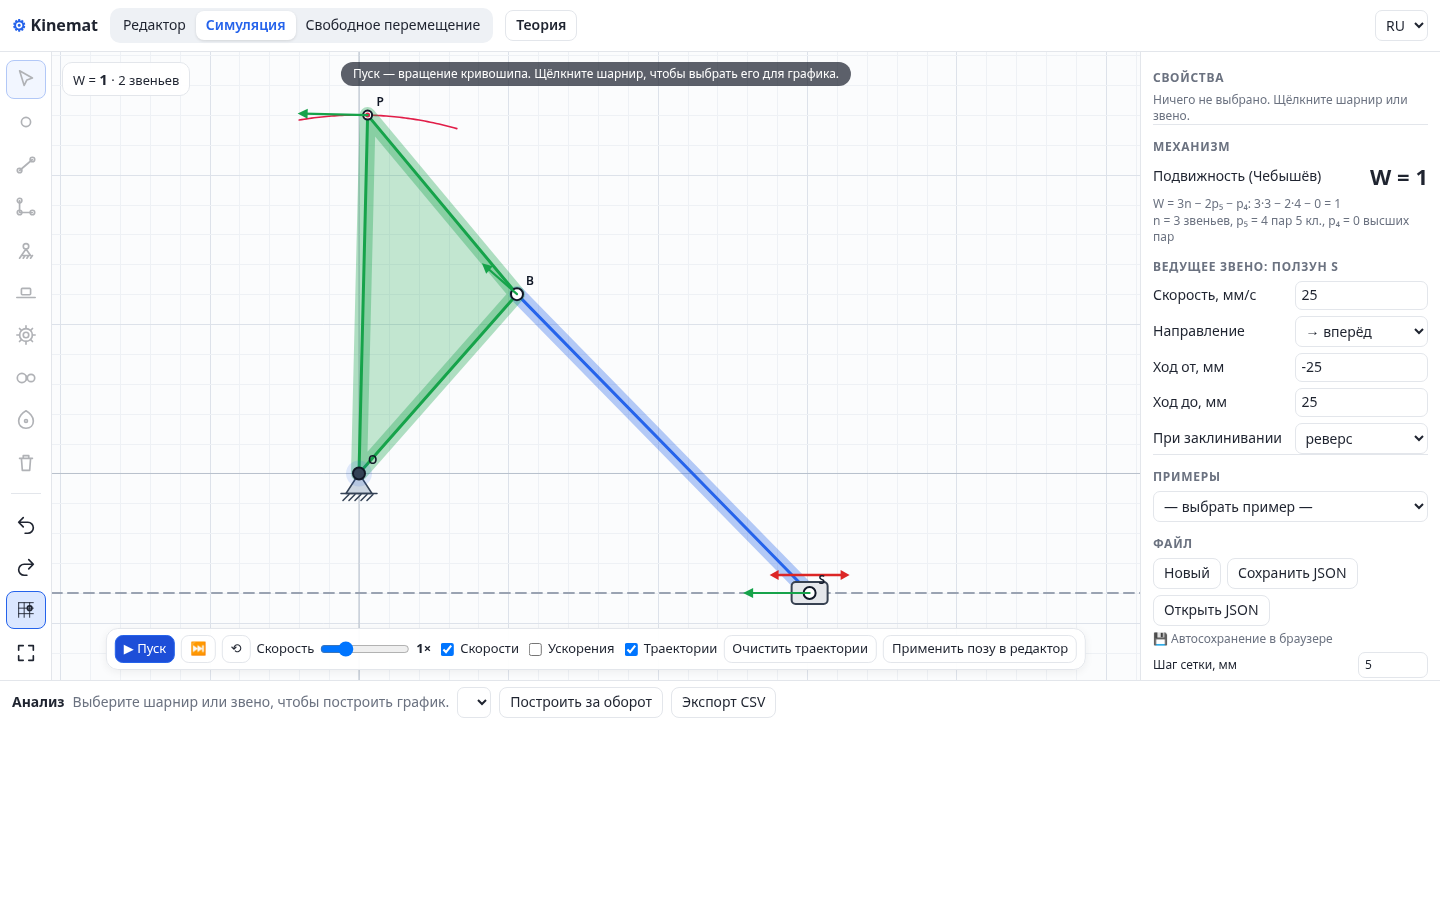 Kinemat
Редактор
Симуляция
Свободное перемещение
Теория
RU
W = 1 · 2 звеньев
Пуск — вращение кривошипа. Щёлкните шарнир, чтобы выбрать его для графика.
P
B
O
S
СВОЙСТВА
Ничего не выбрано. Щёлкните шарнир или
звено.
МЕХАНИЗМ
Подвижность (Чебышёв) W = 1
W = 3n − 2p₅ − p₄: 3·3 − 2·4 − 0 = 1
n = 3 звеньев, p₅ = 4 пар 5 кл., p₄ = 0 высших
пар
ВЕДУЩЕЕ ЗВЕНО: ПОЛЗУН S
Скорость, мм/с 25
Направление → вперёд
Ход от, мм -25
Ход до, мм 25
При заклинивании реверс
ПРИМЕРЫ
— выбрать пример —
ФАЙЛ
Новый Сохранить JSON
Открыть JSON
💾 Автосохранение в браузере
Шаг сетки, мм 5
▶ Пуск ⏩ ⟲ Скорость 1× Скорости Ускорения Траектории Очистить траектории Применить позу в редактор
Анализ Выберите шарнир или звено, чтобы построить график. Построить за оборот Экспорт CSV